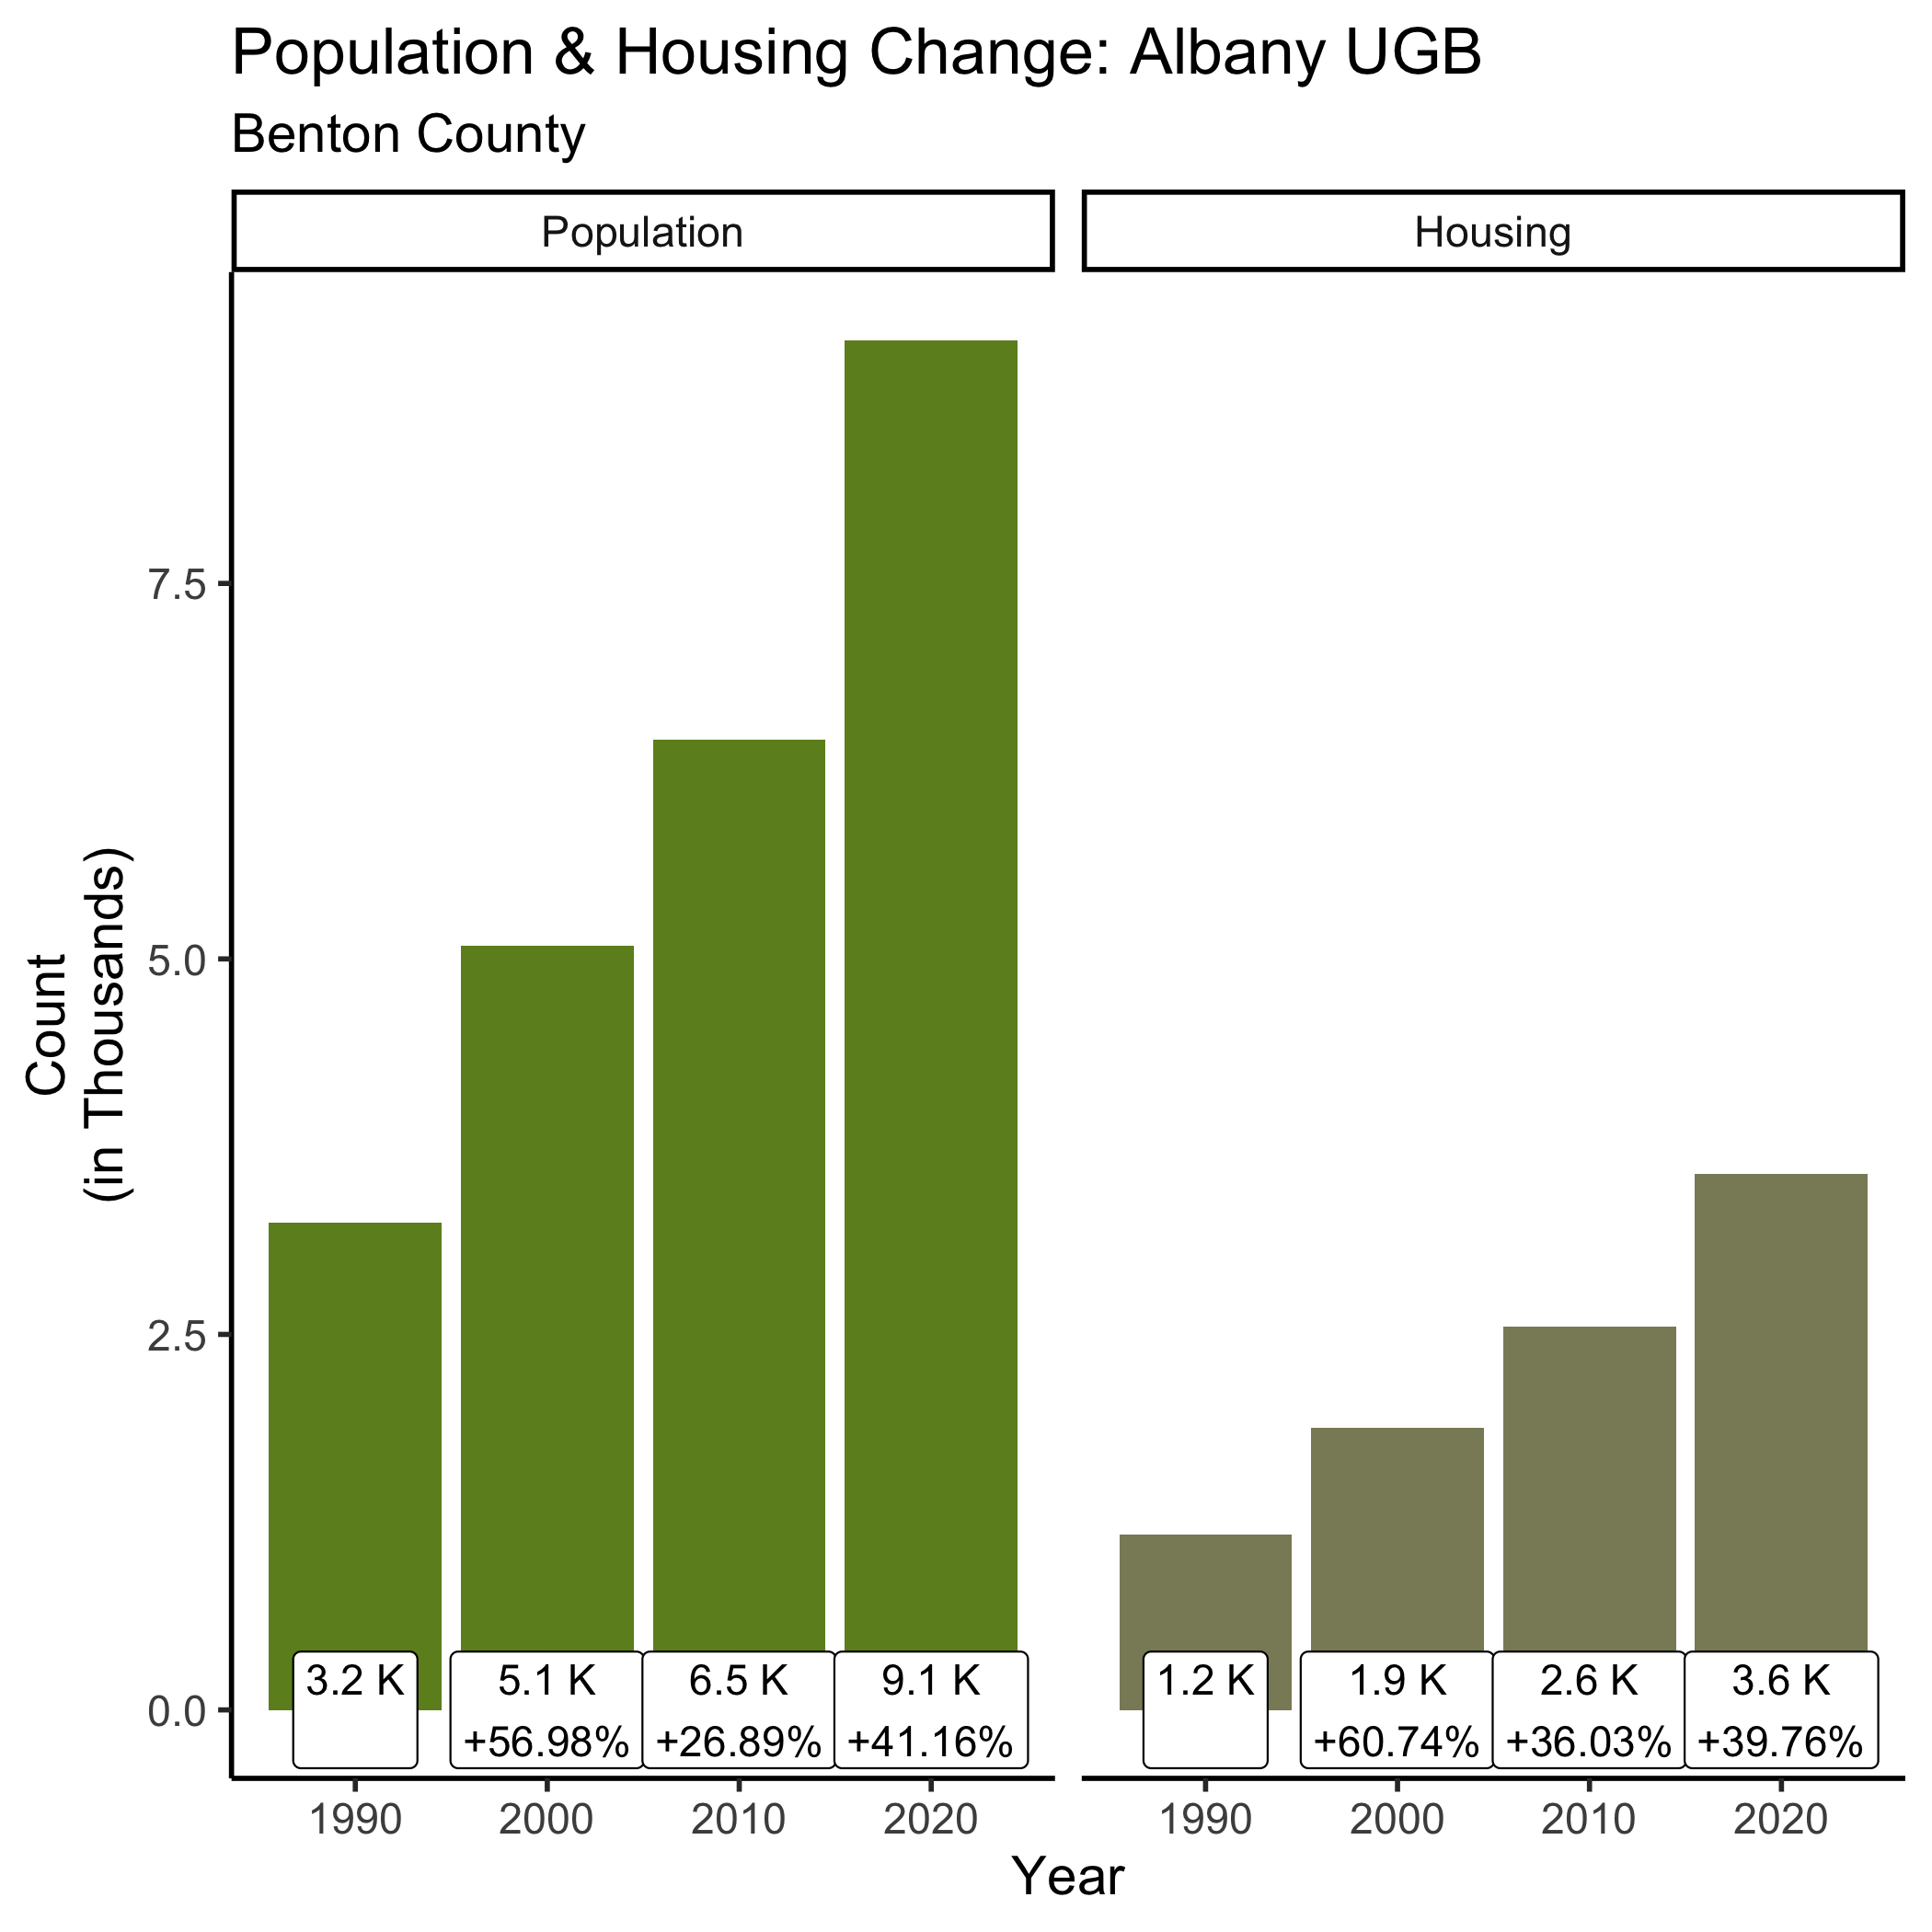 Population & Housing Change: Albany UGB
Benton County
Population
Housing
Count
(in Thousands)
7.5
5.0
2.5
0.0
3.2 K
5.1 K
+56.98%
6.5 K
+26.89%
9.1 K
+41.16%
1.2 K
1.9 K
+60.74%
2.6 K
+36.03%
3.6 K
+39.76%
1990
2000
2010
2020
1990
2000
2010
2020
Year